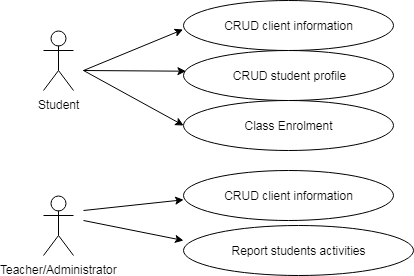 CRUD client information
CRUD student profile
Student
Class Enrolment
CRUD client information
Report students activities
Teacher/Administrator